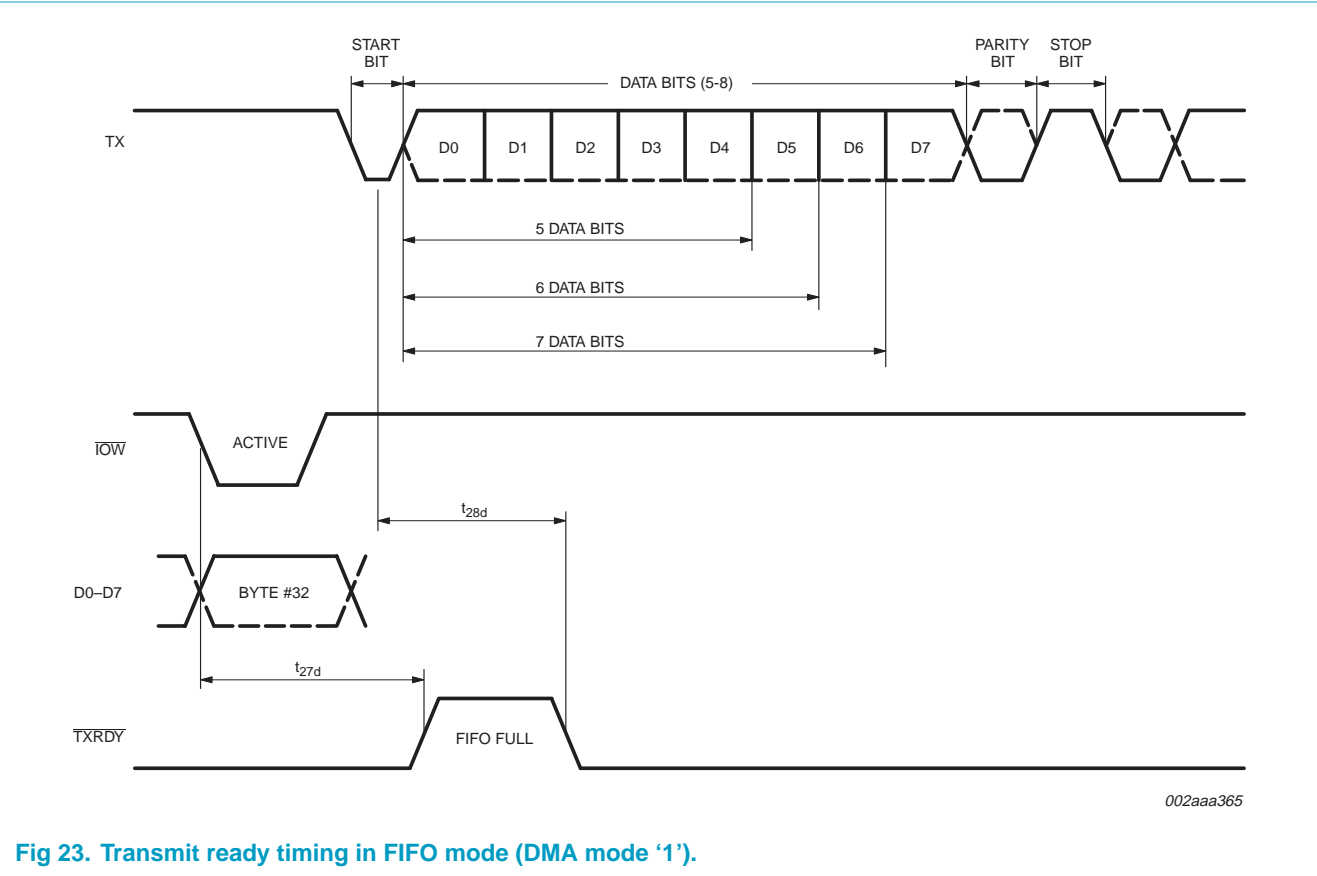 START
BIT
DATA BITS (5-8)
PARITY
BIT
STOP
BIT
TX
D0
D1
D2
D3
D4
D5
D6
D7
5 DATA BITS
6 DATA BITS
7 DATA BITS
IOW
ACTIVE
t28d
D0–D7
BYTE #32
t27d
TXRDY
FIFO FULL
002aaa365
Fig 23. Transmit ready timing in FIFO mode (DMA mode ‘1’).